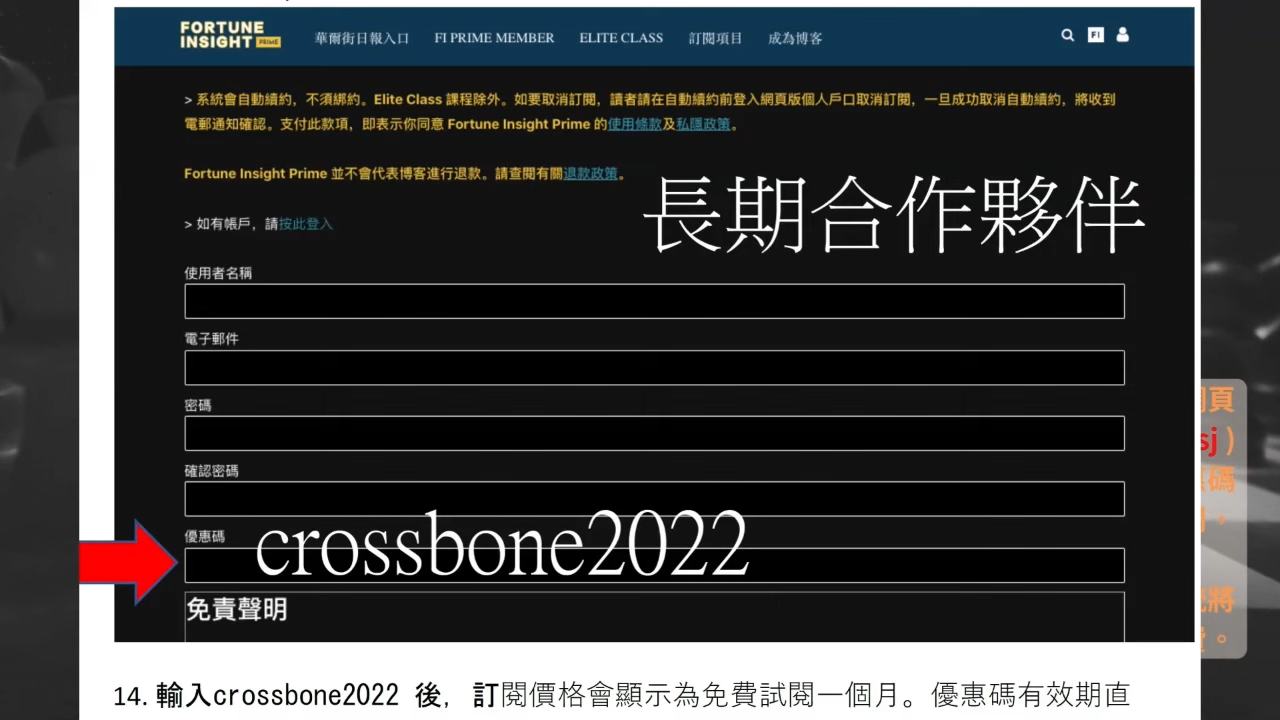 FORTUNE
INSIGHT PRIME
華爾街日報入口 FI PRIME MEMBER ELITE CLASS 訂閱項目 成為博客
FI
> 系統會自動續約，不須綁約。Elite Class 課程除外。如要取消訂閱，讀者請在自動續約前登入網頁版個人戶口取消訂閱，一旦成功取消自動續約，將收到
電郵通知確認。支付此款項，即表示你同意 Fortune Insight Prime 的使用條款及私隱政策。
Fortune Insight Prime 並不會代表博客進行退款。請查閱有關退款政策。
長期合作夥伴
> 如有帳戶，請按此登入
使用者名稱
電子郵件
密碼
確認密碼
優惠碼
crossbone2022
免責聲明
頁
sj )
碼
將
。
14. 輸入crossbone2022 後，訂閱價格會顯示為免費試閱一個月。優惠碼有效期直